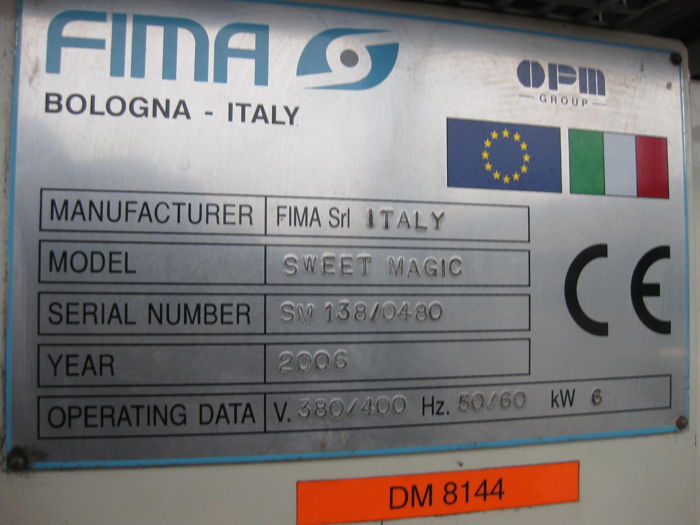 FIMA
OPM
GROUP
BOLOGNA - ITALY
MANUFACTURER FIMA Srl ITALY
MODEL SWEET MAGIC
SERIAL NUMBER SM 138/0480
YEAR 2006
OPERATING DATA V. 380/400 Hz. 50/60 kW 6
CE
DM 8144